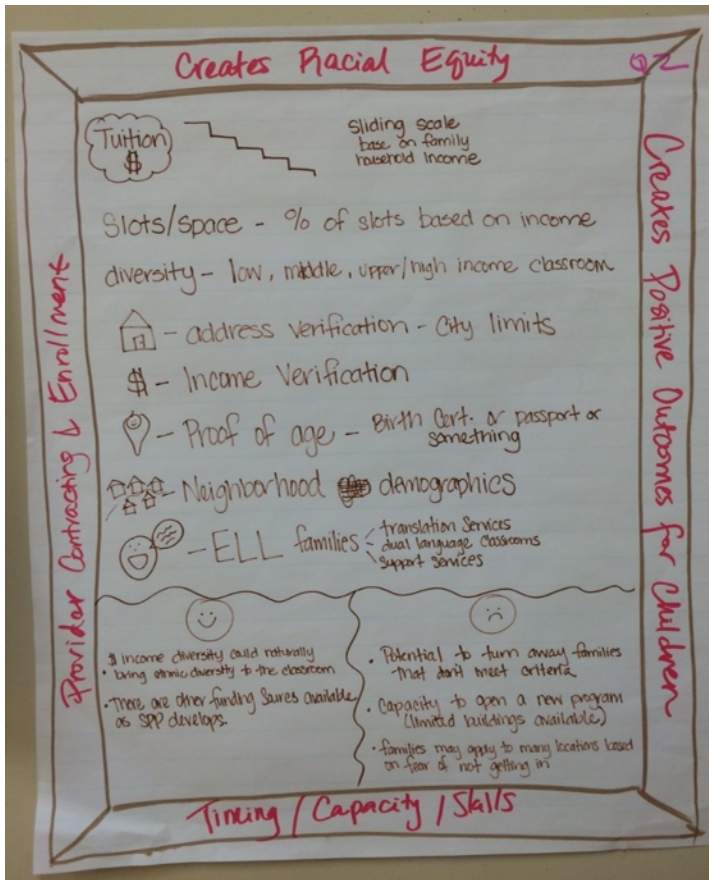 Creates Racial Equity
Tuition
$
Sliding scale
base on family
household income
Slots/space - % of slots based on income
diversity - low, middle, upper/high income classroom
- address verification - City limits
$ - Income Verification
- Proof of age - Birth Cert. or passport or
something
- Neighborhood demographics
- ELL families
translation services
dual language classrooms
support services
$ income diversity could naturally
• bring ethnic diversity to the classroom
• There are other funding
available
as SPP develops.
• Potential to turn away families
that don't meet criteria
• Capacity to open a new program
(limited buildings available)
• families may apply to many locations based
on fear of not getting in
Provider Contracting & Enrollment
Creates Positive Outcomes for Children
Timing / Capacity / Skills